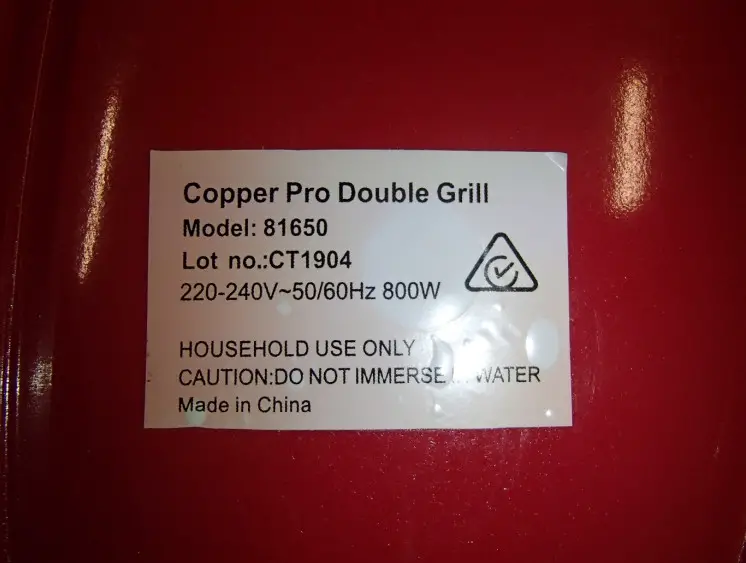 Copper Pro Double Grill
Model: 81650
Lot no.:CT1904
220-240V~50/60Hz 800W
HOUSEHOLD USE ONLY
CAUTION:DO NOT IMMERSE IN WATER
Made in China